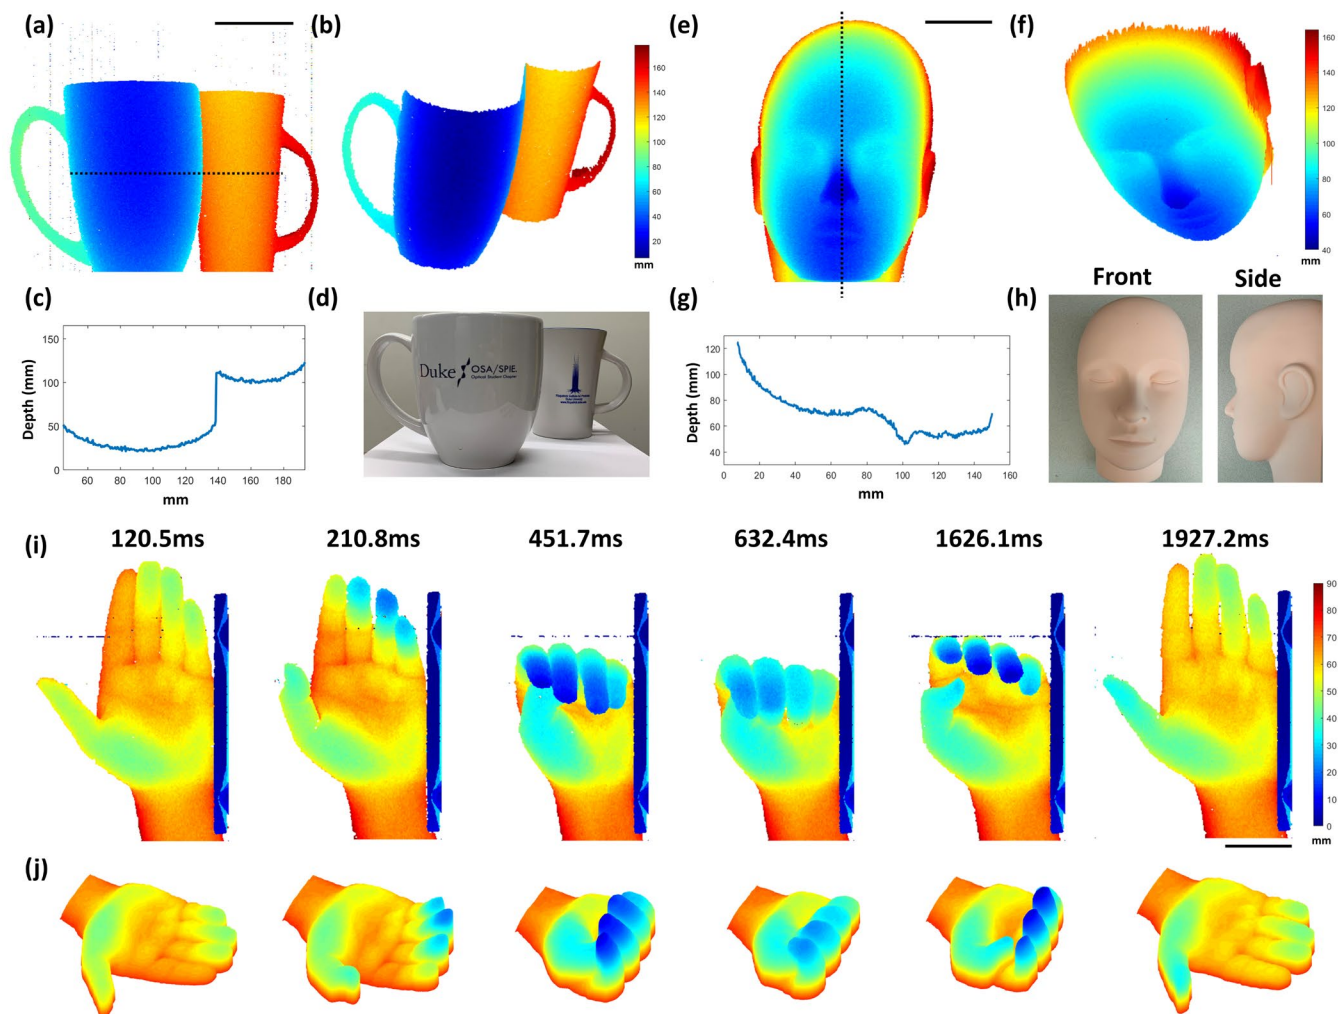 (a)
(b)
160
140
120
100
80
60
40
20
mm
(e)
(f)
160
140
120
100
80
60
40
mm
(c)
150
100
50
0
Depth (mm)
60
80
100
120
140
160
180
mm
(d)
Duke
OSA/SPIE.
Optical Student Chapter
(g)
120
100
80
60
40
Depth (mm)
0
20
40
60
80
100
120
140
160
mm
(h)
Front
Side
(i)
120.5ms
210.8ms
451.7ms
632.4ms
1626.1ms
1927.2ms
90
80
70
60
50
40
30
20
10
0
mm
(j)